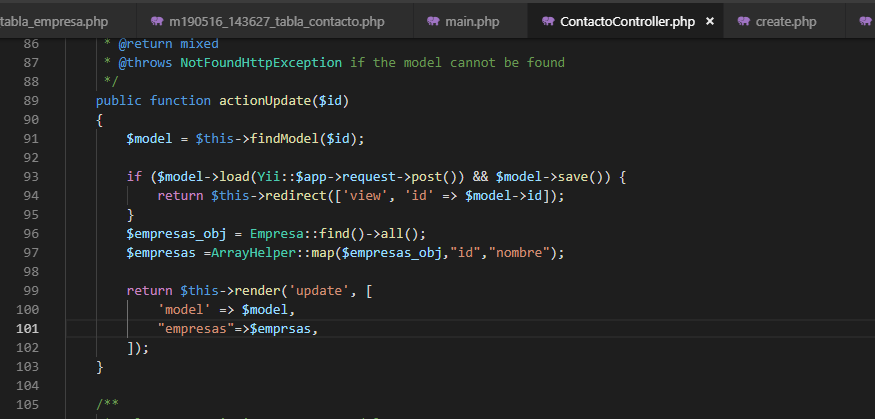 tabla_empresa.php m190516_143627_tabla_contacto.php main.php ContactoController.php × create.php
86 * @return mixed
87 * @throws NotFoundHttpException if the model cannot be found
88 */
89 public function actionUpdate($id)
90 {
91 $model = $this->findModel($id);
92
93 if ($model->load(Yii::$app->request->post()) && $model->save()) {
94 return $this->redirect(['view', 'id' => $model->id]);
95 }
96 $empresas_obj = Empresa::find()->all();
97 $empresas =ArrayHelper::map($empresas_obj,"id","nombre");
98
99 return $this->render('update', [
100 'model' => $model,
101 "empresas"=>$emprsas,
102 ]);
103 }
104
105 /**